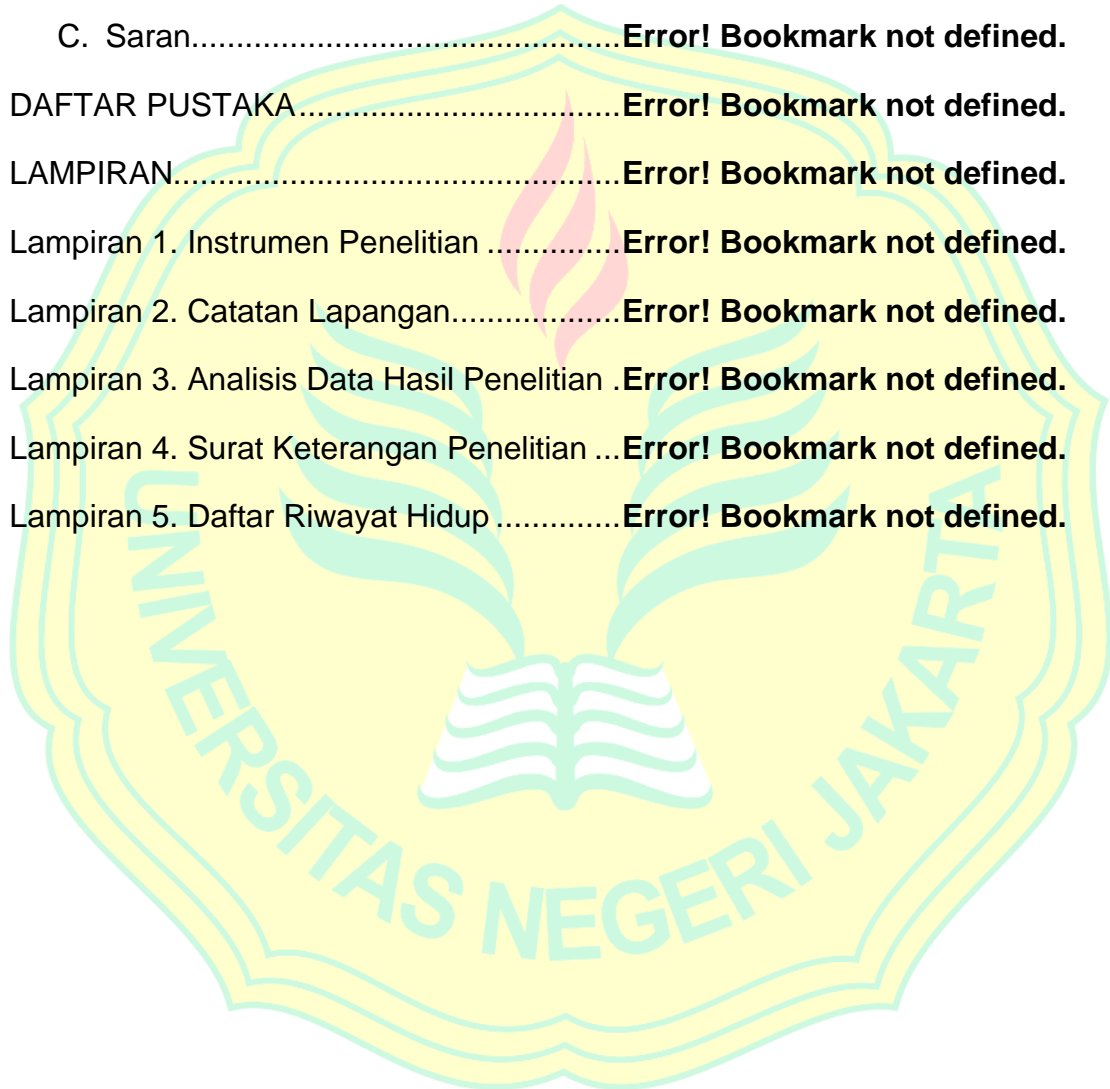 C. Saran................................................Error! Bookmark not defined.
DAFTAR PUSTAKA....................................Error! Bookmark not defined.
LAMPIRAN..................................................Error! Bookmark not defined.
Lampiran 1. Instrumen Penelitian ...............Error! Bookmark not defined.
Lampiran 2. Catatan Lapangan...................Error! Bookmark not defined.
Lampiran 3. Analisis Data Hasil Penelitian .Error! Bookmark not defined.
Lampiran 4. Surat Keterangan Penelitian ...Error! Bookmark not defined.
Lampiran 5. Daftar Riwayat Hidup ..............Error! Bookmark not defined.
UNIVERSITAS NEGERI JAKARTA